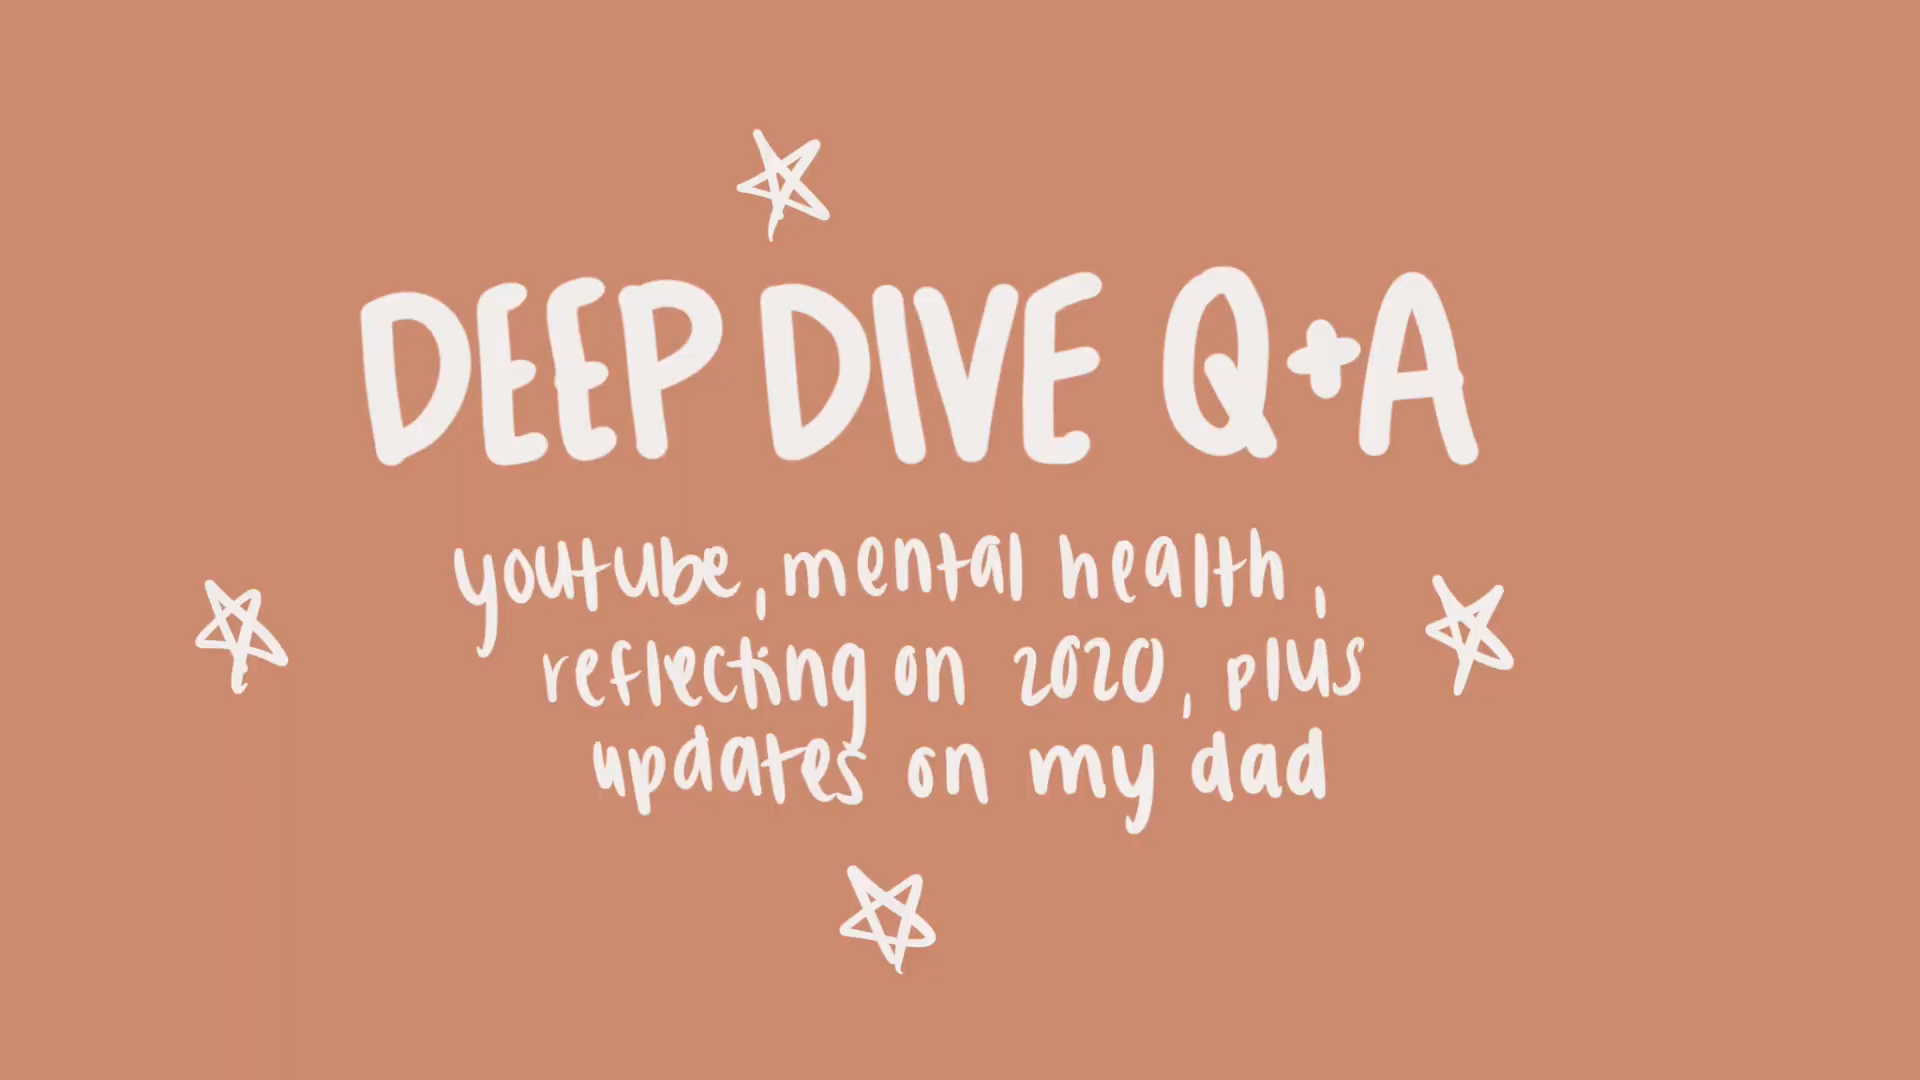 DEEP DIVE Q+A
youtube, mental health,
reflecting on 2020, plus
updates on my dad